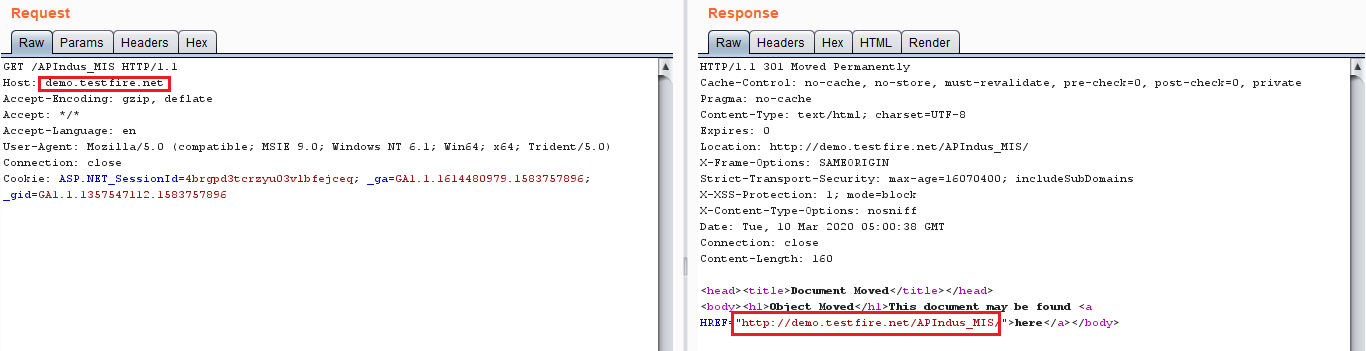 Request
Raw Params Headers Hex
GET /APIndus_MIS HTTP/1.1
Host: demo.testfire.net
Accept-Encoding: gzip, deflate
Accept: */*
Accept-Language: en
User-Agent: Mozilla/5.0 (compatible; MSIE 9.0; Windows NT 6.1; Win64; x64; Trident/5.0)
Connection: close
Cookie: ASP.NET_SessionId=4brgpd3tcrzyu03vlbfejceq; _ga=GA1.1.1614480979.1583757896;
_gid=GA1.1.1357547112.1583757896
Response
Raw Headers Hex HTML Render
HTTP/1.1 301 Moved Permanently
Cache-Control: no-cache, no-store, must-revalidate, pre-check=0, post-check=0, private
Pragma: no-cache
Content-Type: text/html; charset=UTF-8
Expires: 0
Location: http://demo.testfire.net/APIndus_MIS/
X-Frame-Options: SAMEORIGIN
Strict-Transport-Security: max-age=16070400; includeSubDomains
X-XSS-Protection: 1; mode=block
X-Content-Type-Options: nosniff
Date: Tue, 10 Mar 2020 05:00:38 GMT
Connection: close
Content-Length: 160
<head><title>Document Moved</title></head>
<body><h1>Object Moved</h1>This document may be found <a
HREF="http://demo.testfire.net/APIndus_MIS/">here</a></body>